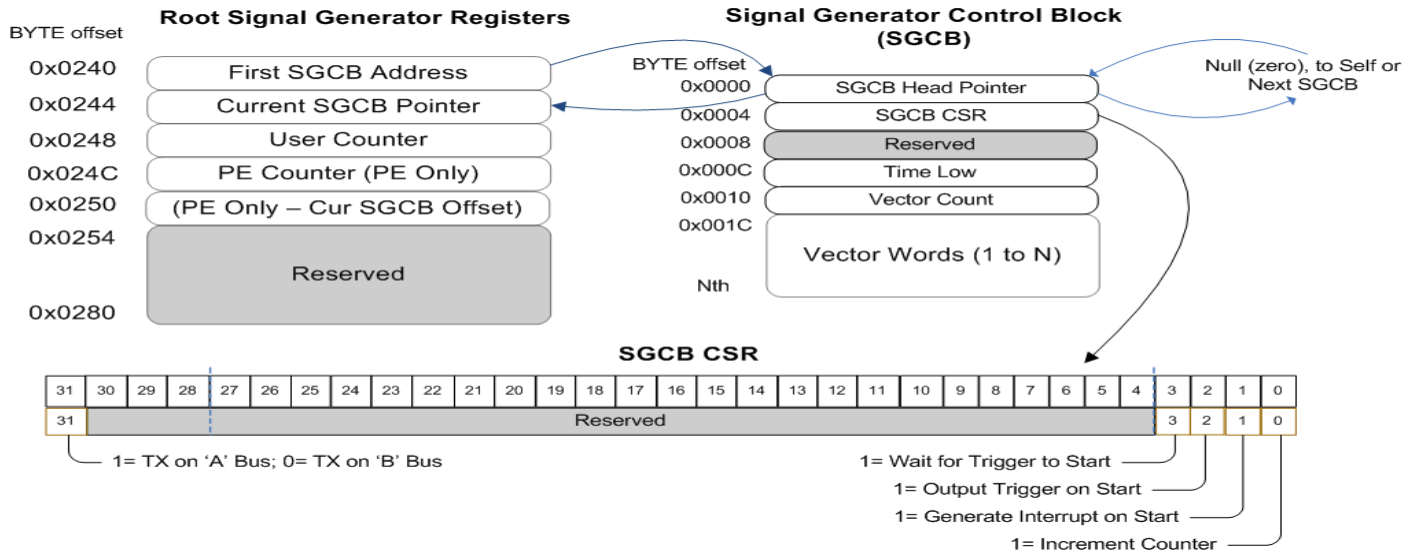 Root Signal Generator Registers
BYTE offset
0x0240
First SGCB Address
0x0244
Current SGCB Pointer
0x0248
User Counter
0x024C
PE Counter (PE Only)
0x0250
(PE Only – Cur SGCB Offset)
0x0254
Reserved
0x0280
Signal Generator Control Block
(SGCB)
BYTE offset
0x0000
SGCB Head Pointer
0x0004
SGCB CSR
0x0008
Reserved
0x000C
Time Low
0x0010
Vector Count
0x001C
Vector Words (1 to N)
Nth
Null (zero), to Self or
Next SGCB
SGCB CSR
31 30 29 28 27 26 25 24 23 22 21 20 19 18 17 16 15 14 13 12 11 10 9 8 7 6 5 4 3 2 1 0
31 Reserved 3 2 1 0
1= TX on ‘A’ Bus; 0= TX on ‘B’ Bus
1= Wait for Trigger to Start
1= Output Trigger on Start
1= Generate Interrupt on Start
1= Increment Counter